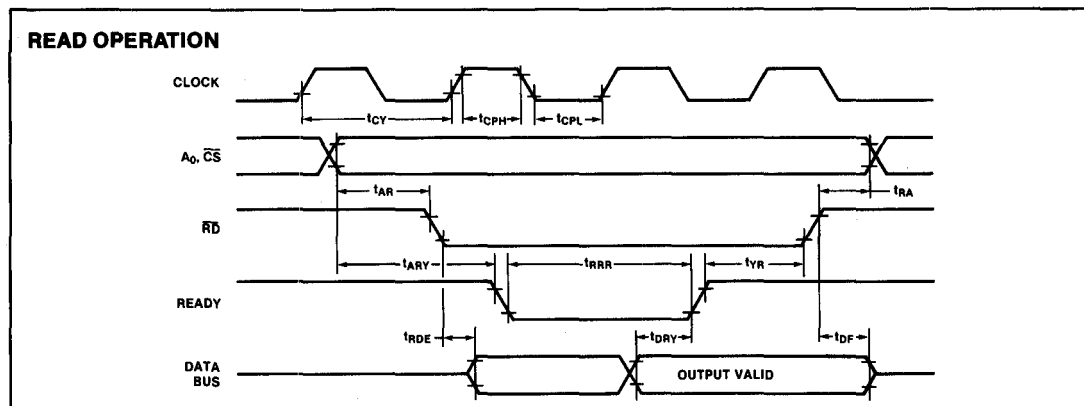 READ OPERATION
CLOCK
tCY
tCPH
tCPL
A0, CS
tAR
tRA
RD
tARY
tRRR
tYR
READY
tRDE
tDRY
tDF
DATA
BUS
OUTPUT VALID